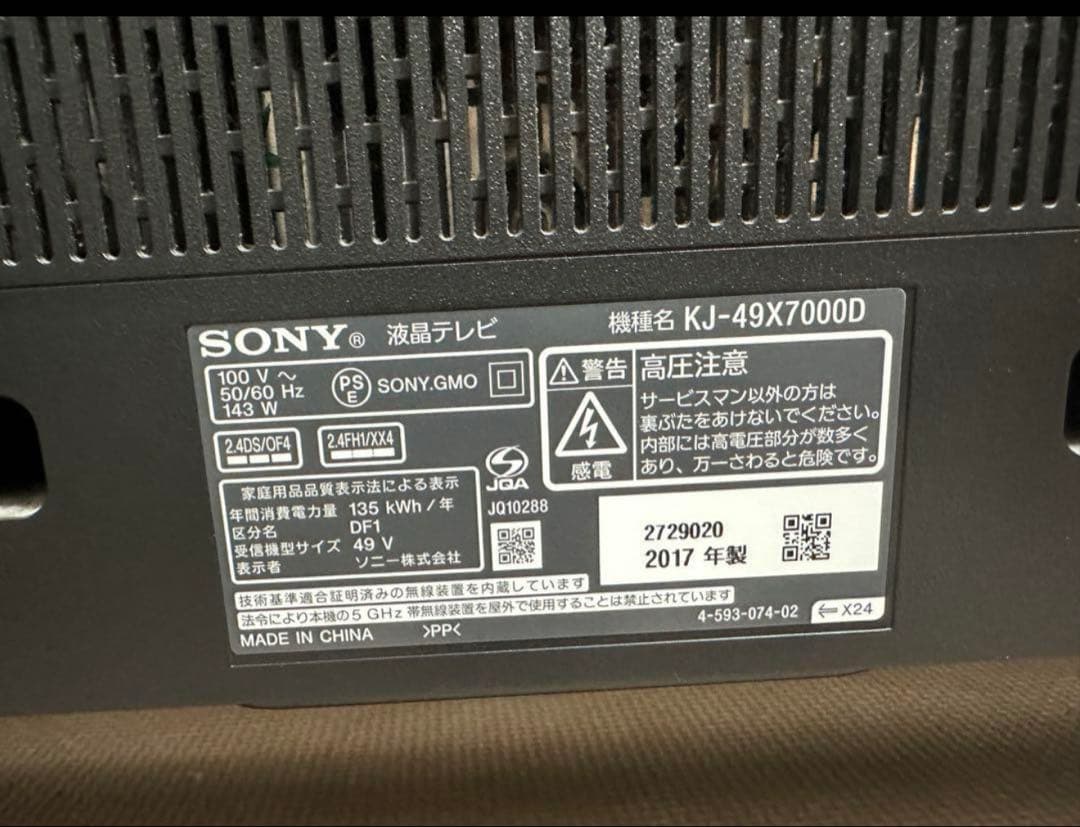 SONY® 液晶テレビ
機種名 KJ-49X7000D
100 V ～
50/60 Hz
143 W
PS
E
SONY.GMO
2.4DS/OF4
2.4FH1/XX4
家庭用品品質表示法による表示
年間消費電力量 135 kWh / 年
区分名 DF1
受信機型サイズ 49 V
表示者 ソニー株式会社
JQA
JQ10288
警告
感電
高圧注意
サービスマン以外の方は
裏ぶたをあけないでください。
内部には高電圧部分が数多く
あり、万一さわると危険です。
2729020
2017 年製
技術基準適合証明済みの無線装置を内蔵しています
法令により本機の5 GHz 帯無線装置を屋外で使用することは禁止されています
MADE IN CHINA >PP<
4-593-074-02
⇐ X24